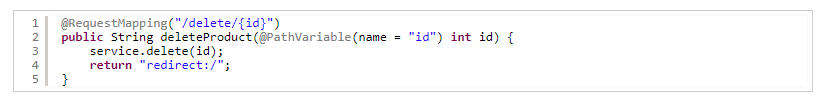 1 @RequestMapping("/delete/{id}")
2 public String deleteProduct(@PathVariable(name = "id") int id) {
3     service.delete(id);
4     return "redirect:/";
5 }